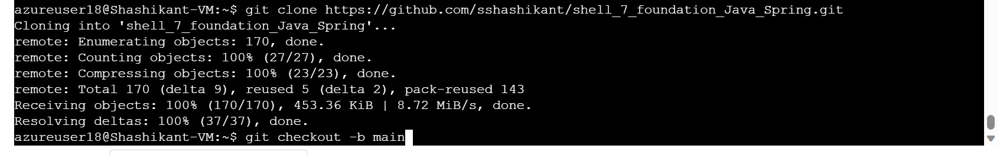 azureuser18@Shashikant-VM:~$ git clone https://github.com/sshashikant/shell_7_foundation_Java_Spring.git
Cloning into 'shell_7_foundation_Java_Spring'...
remote: Enumerating objects: 170, done.
remote: Counting objects: 100% (27/27), done.
remote: Compressing objects: 100% (23/23), done.
remote: Total 170 (delta 9), reused 5 (delta 2), pack-reused 143
Receiving objects: 100% (170/170), 453.36 KiB | 8.72 MiB/s, done.
Resolving deltas: 100% (37/37), done.
azureuser18@Shashikant-VM:~$ git checkout -b main